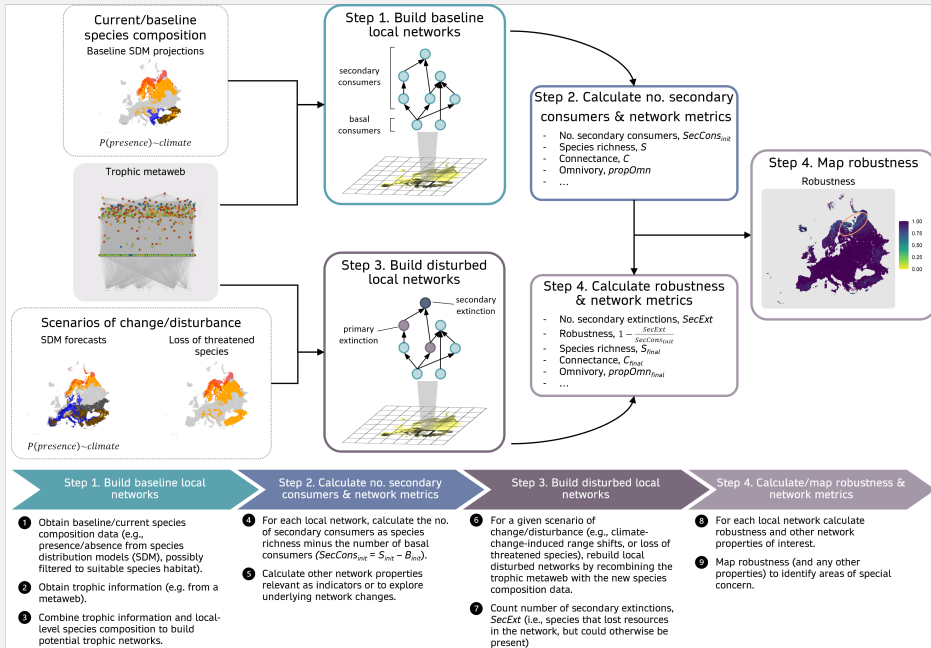 Current/baseline
species composition
Baseline SDM projections
P(presence)~climate
Trophic metaweb
Scenarios of change/disturbance
SDM forecasts
Loss of threatened
species
P(presence)~climate
Step 1. Build baseline
local networks
secondary
consumers
basal
consumers
Step 3. Build disturbed
local networks
secondary
extinction
primary
extinction
Step 2. Calculate no. secondary
consumers & network metrics
- No. secondary consumers, SecCons_init
- Species richness, S
- Connectance, C
- Omnivory, propOmn
- ...
Step 4. Calculate robustness
& network metrics
- No. secondary extinctions, SecExt
- Robustness, 1 − SecExt/SecCons_init
- Species richness, S_final
- Connectance, C_final
- Omnivory, propOmn_final
- ...
Step 4. Map robustness
Robustness
1.00
0.75
0.50
0.25
0.00
Step 1. Build baseline local
networks
1 Obtain baseline/current species
composition data (e.g.,
presence/absence from species
distribution models (SDM), possibly
filtered to suitable species habitat).
2 Obtain trophic information (e.g. from a
metaweb).
3 Combine trophic information and local-
level species composition to build
potential trophic networks.
Step 2. Calculate no. secondary
consumers & network metrics
4 For each local network, calculate the no.
of secondary consumers as species
richness minus the number of basal
consumers (SecCons_init = S_init – B_init).
5 Calculate other network properties
relevant as indicators or to explore
underlying network changes.
Step 3. Build disturbed local
networks
6 For a given scenario of
change/disturbance (e.g., climate-
change-induced range shifts, or loss of
threatened species), rebuild local
disturbed networks by recombining the
trophic metaweb with the new species
composition data.
7 Count number of secondary extinctions,
SecExt (i.e., species that lost resources
in the network, but could otherwise be
present)
Step 4. Calculate/map robustness &
network metrics
8 For each local network calculate
robustness and other network
properties of interest.
9 Map robustness (and any other
properties) to identify areas of special
concern.